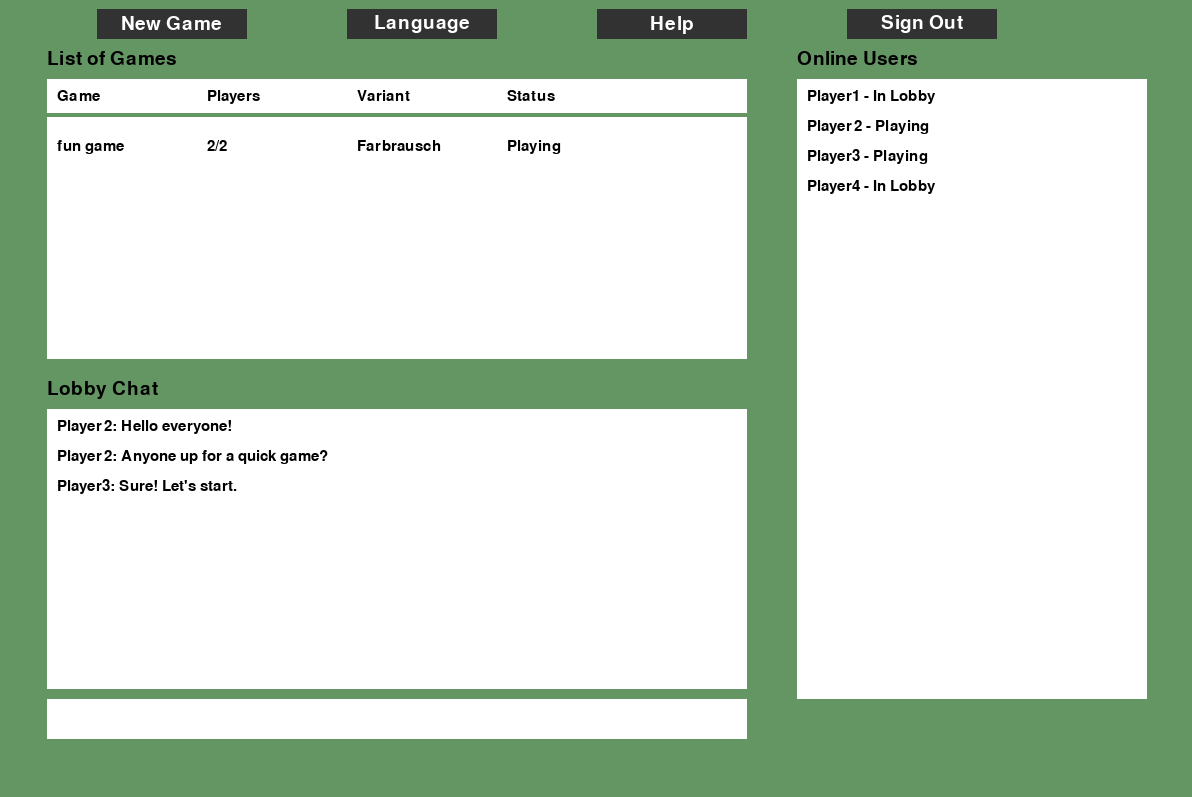 New Game Language Help Sign Out
List of Games
Game Players Variant Status
fun game 2/2 Farbrausch Playing
Lobby Chat
Player2: Hello everyone!
Player2: Anyone up for a quick game?
Player3: Sure! Let's start.
Online Users
Player1 - In Lobby
Player2 - Playing
Player3 - Playing
Player4 - In Lobby